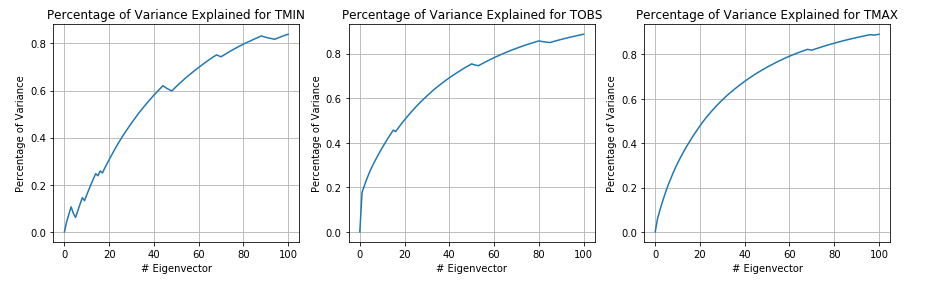 Percentage of Variance Explained for TMIN
Percentage of Variance
0.8
0.6
0.4
0.2
0.0
0 20 40 60 80 100
# Eigenvector
Percentage of Variance Explained for TOBS
Percentage of Variance
0.8
0.6
0.4
0.2
0.0
0 20 40 60 80 100
# Eigenvector
Percentage of Variance Explained for TMAX
Percentage of Variance
0.8
0.6
0.4
0.2
0.0
0 20 40 60 80 100
# Eigenvector